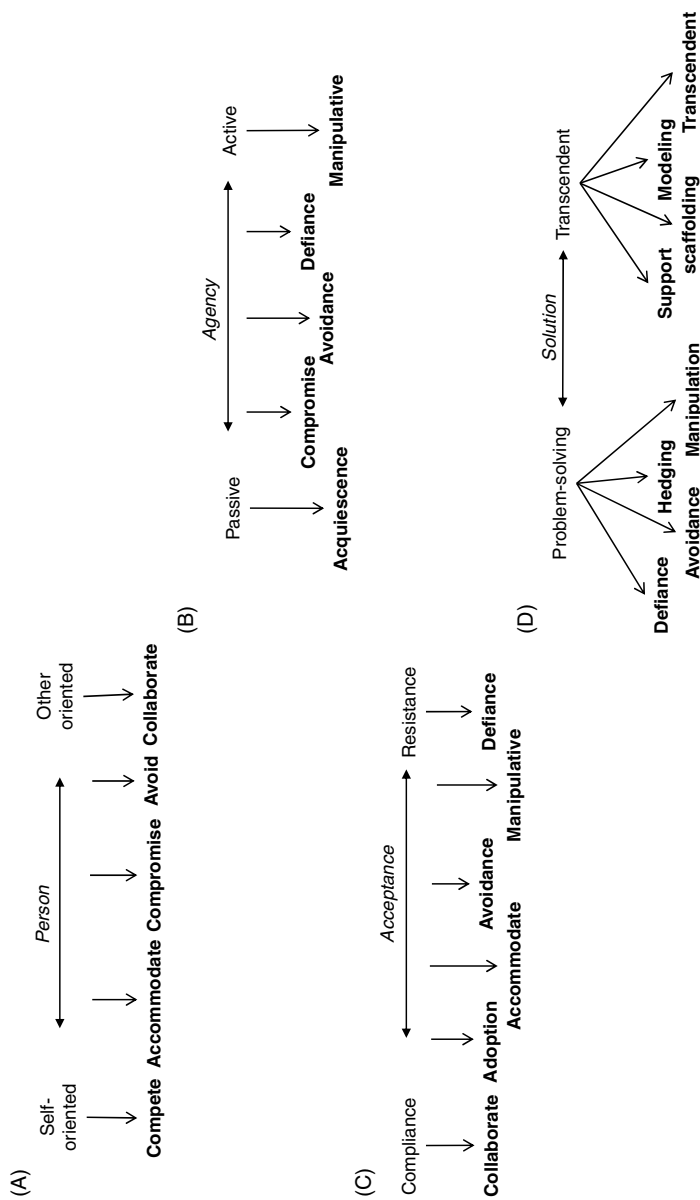 (A)
Self-
oriented
Person
Other
oriented
Compete Accommodate Compromise Avoid Collaborate
(B)
Passive
Agency
Active
Compromise
Defiance
Acquiescence
Avoidance
Manipulative
(C)
Compliance
Acceptance
Resistance
Collaborate Adoption Avoidance Defiance
Accommodate Manipulative
(D)
Problem-solving
Solution
Transcendent
Defiance Hedging Support Modeling
Avoidance Manipulation scaffolding Transcendent